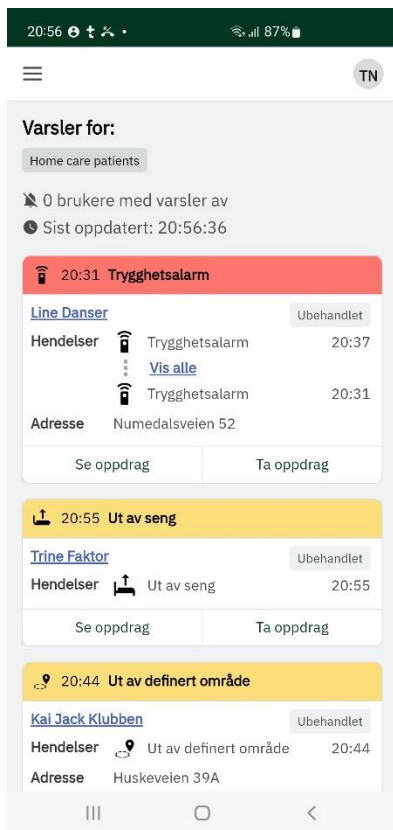 20:56 87%
TN
Varsler for:
Home care patients
0 brukere med varsler av
Sist oppdatert: 20:56:36
20:31 Trygghetsalarm
Line Danser Ubehandlet
Hendelser Trygghetsalarm 20:37
Vis alle
Trygghetsalarm 20:31
Adresse Numedalsveien 52
Se oppdrag Ta oppdrag
20:55 Ut av seng
Trine Faktor Ubehandlet
Hendelser Ut av seng 20:55
Se oppdrag Ta oppdrag
20:44 Ut av definert område
Kai Jack Klubben Ubehandlet
Hendelser Ut av definert område 20:44
Adresse Huskeveien 39A